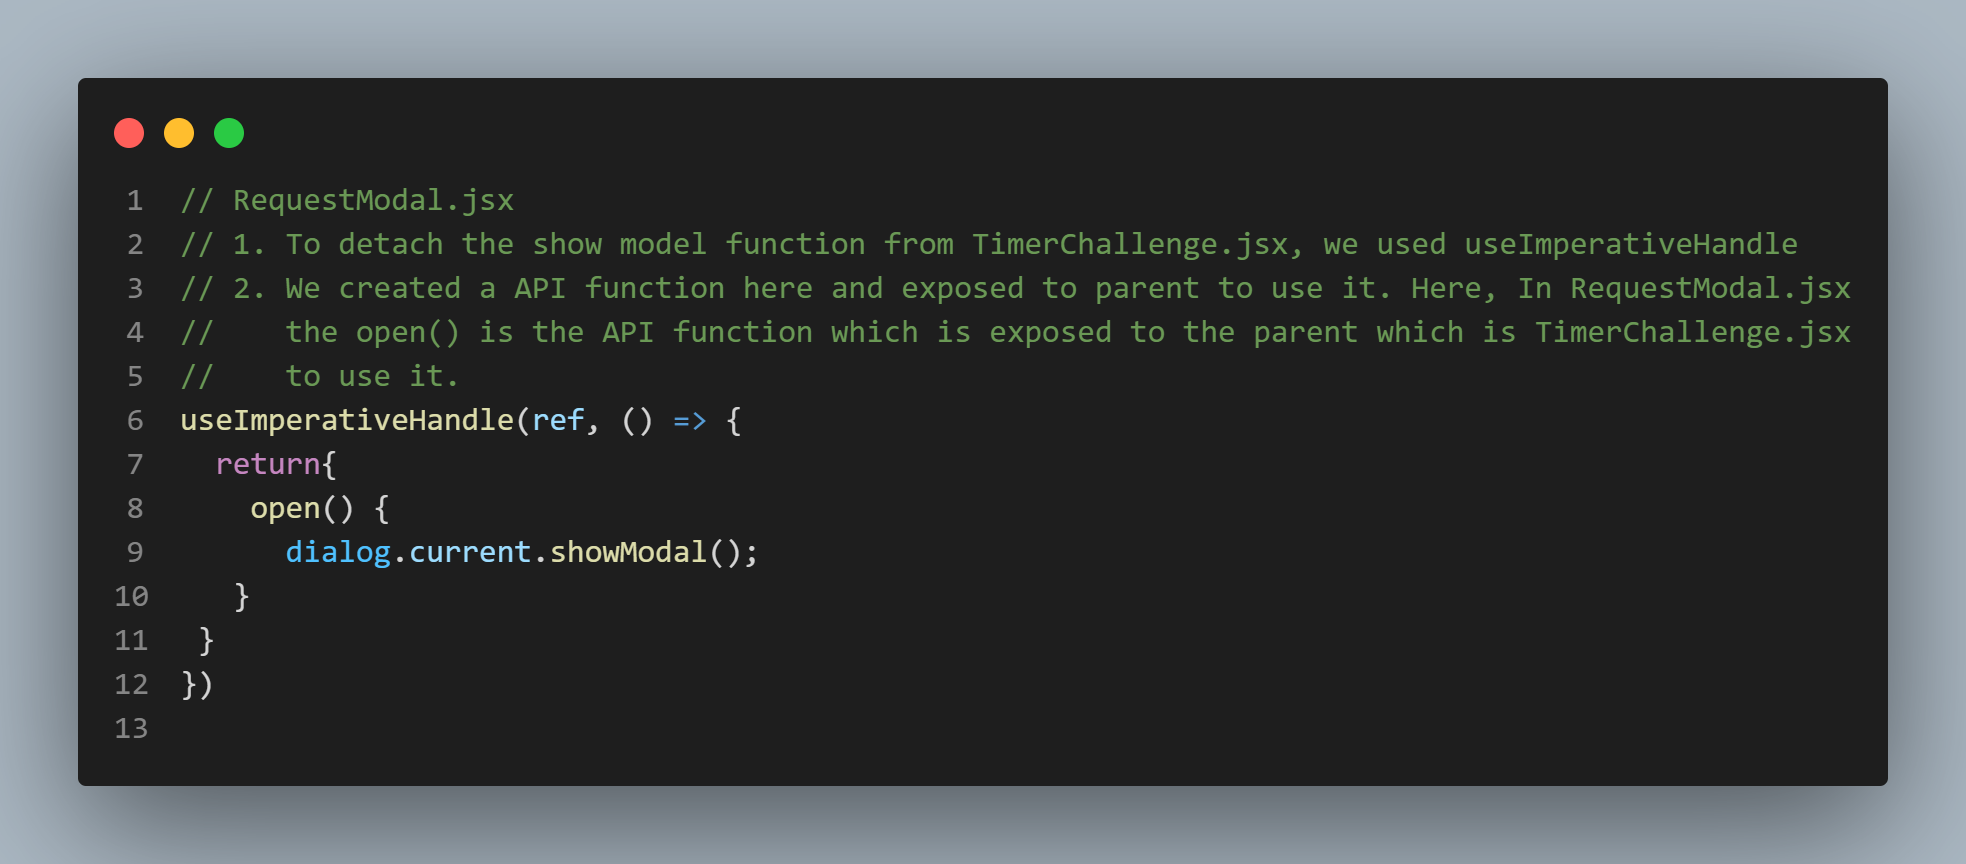 1 // RequestModal.jsx
2 // 1. To detach the show model function from TimerChallenge.jsx, we used useImperativeHandle
3 // 2. We created a API function here and exposed to parent to use it. Here, In RequestModal.jsx
4 //    the open() is the API function which is exposed to the parent which is TimerChallenge.jsx
5 //    to use it.
6 useImperativeHandle(ref, () => {
7   return{
8     open() {
9       dialog.current.showModal();
10    }
11  }
12 })
13